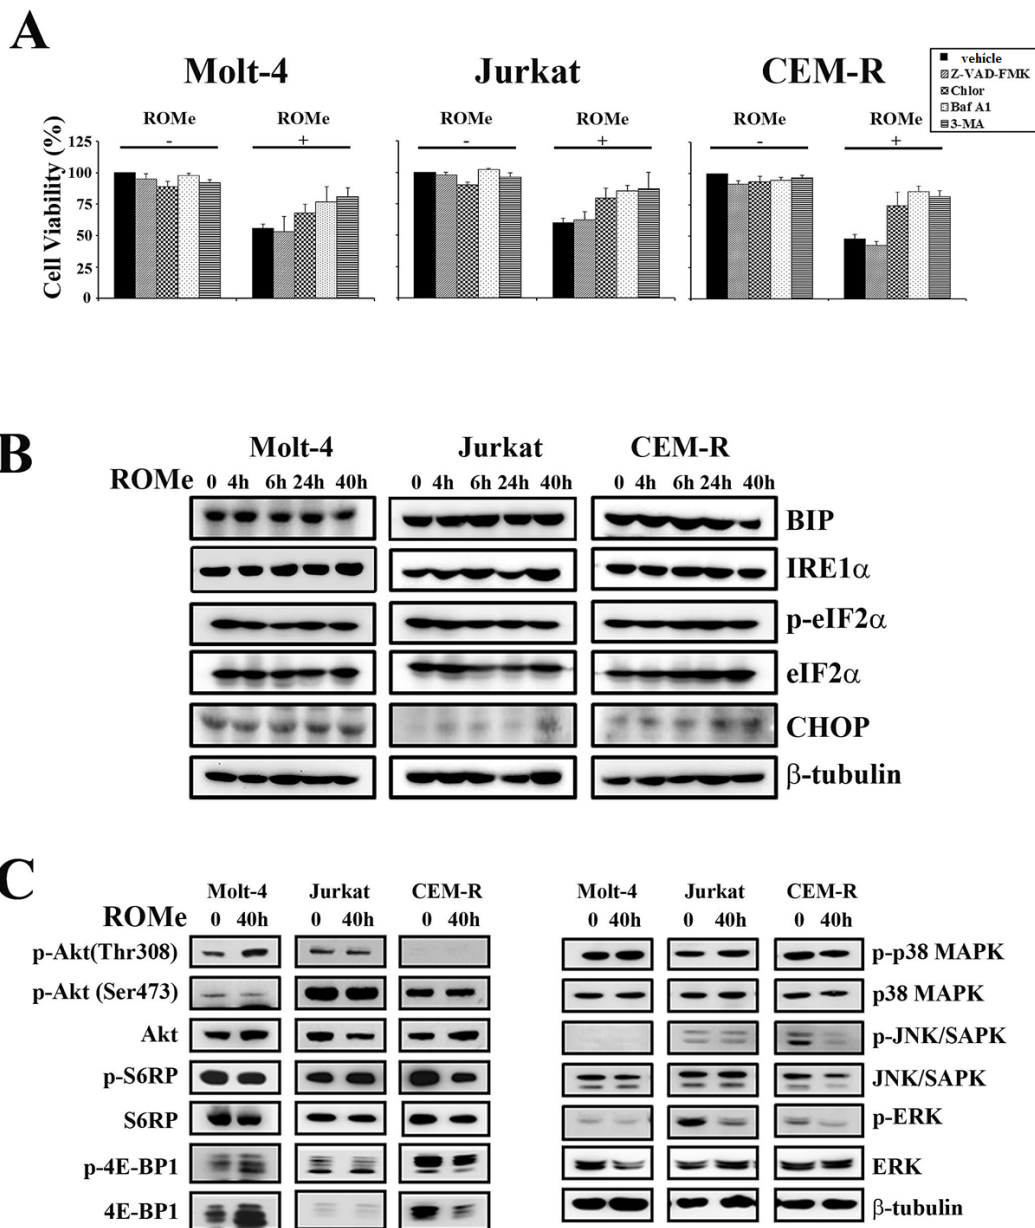 A
Molt-4 Jurkat CEM-R
vehicle
Z-VAD-FMK
Chlor
Baf A1
3-MA
ROMe ROMe ROMe ROMe ROMe ROMe
- + - + - +
Cell Viability (%)
125
100
75
50
25
0
B
Molt-4 Jurkat CEM-R
ROMe 0 4h 6h 24h 40h 0 4h 6h 24h 40h 0 4h 6h 24h 40h
BIP
IRE1α
p-eIF2α
eIF2α
CHOP
β-tubulin
C
Molt-4 Jurkat CEM-R
ROMe 0 40h 0 40h 0 40h
p-Akt(Thr308)
p-Akt (Ser473)
Akt
p-S6RP
S6RP
p-4E-BP1
4E-BP1
Molt-4 Jurkat CEM-R
0 40h 0 40h 0 40h
p-p38 MAPK
p38 MAPK
p-JNK/SAPK
JNK/SAPK
p-ERK
ERK
β-tubulin